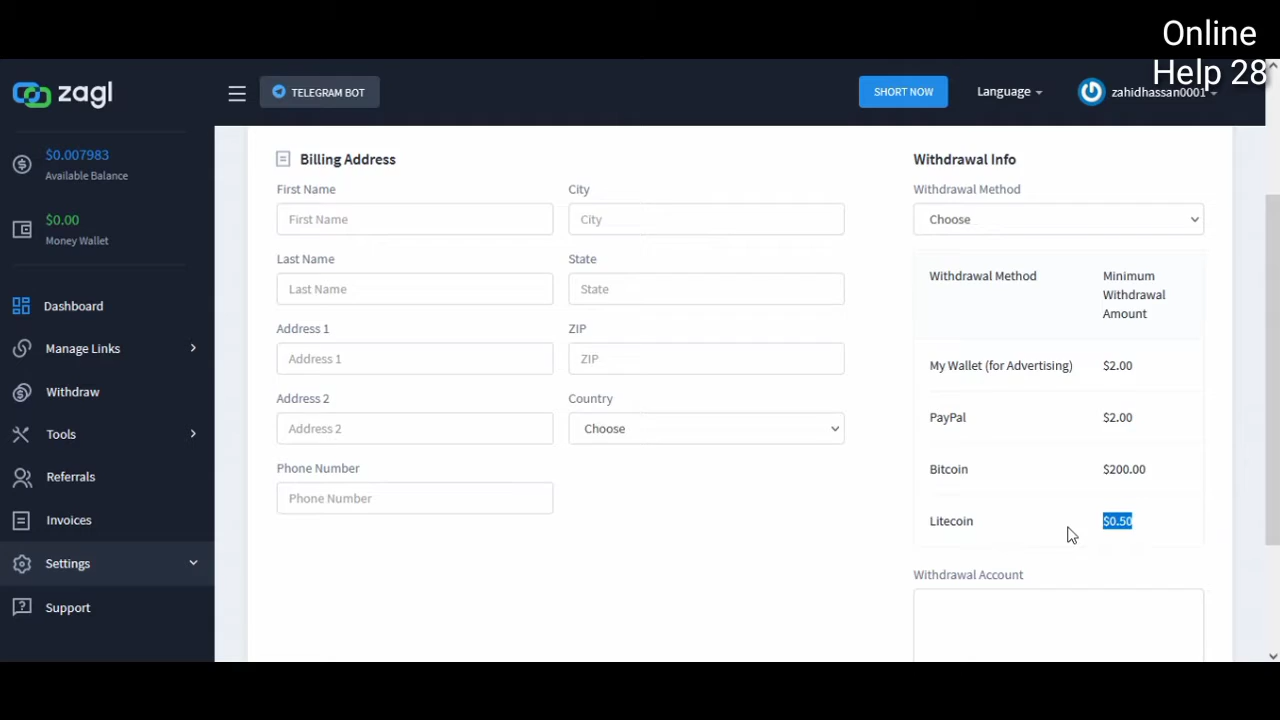 Online
Help 28
zagl
TELEGRAM BOT
SHORT NOW
Language
zahidhassan0001
$0.007983
Available Balance
$0.00
Money Wallet
Dashboard
Manage Links
Withdraw
Tools
Referrals
Invoices
Settings
Support
Billing Address
First Name
First Name
City
City
Last Name
Last Name
State
State
Address 1
Address 1
ZIP
ZIP
Address 2
Address 2
Country
Choose
Phone Number
Phone Number
Withdrawal Info
Withdrawal Method
Choose
Withdrawal Method
Minimum
Withdrawal
Amount
My Wallet (for Advertising) $2.00
PayPal $2.00
Bitcoin $200.00
Litecoin $0.50
Withdrawal Account